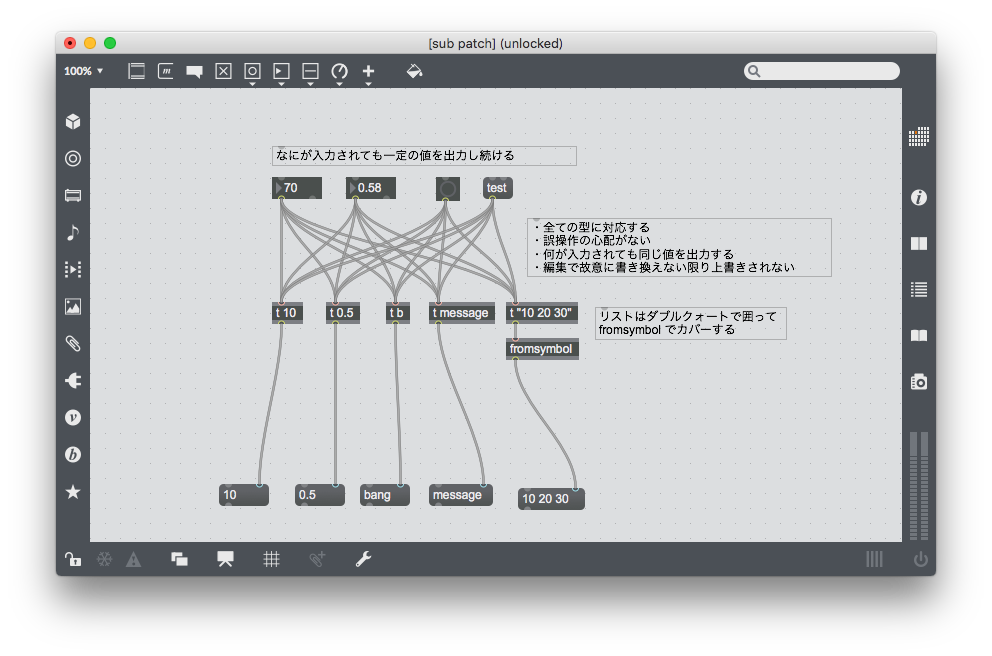 [sub patch] (unlocked)
100%
なにが入力されても一定の値を出力し続ける
70
0.58
test
・全ての型に対応する
・誤操作の心配がない
・何が入力されても同じ値を出力する
・編集で故意に書き換えない限り上書きされない
t 10
t 0.5
t b
t message
t "10 20 30"
リストはダブルクォートで囲って
fromsymbol でカバーする
fromsymbol
10
0.5
bang
message
10 20 30